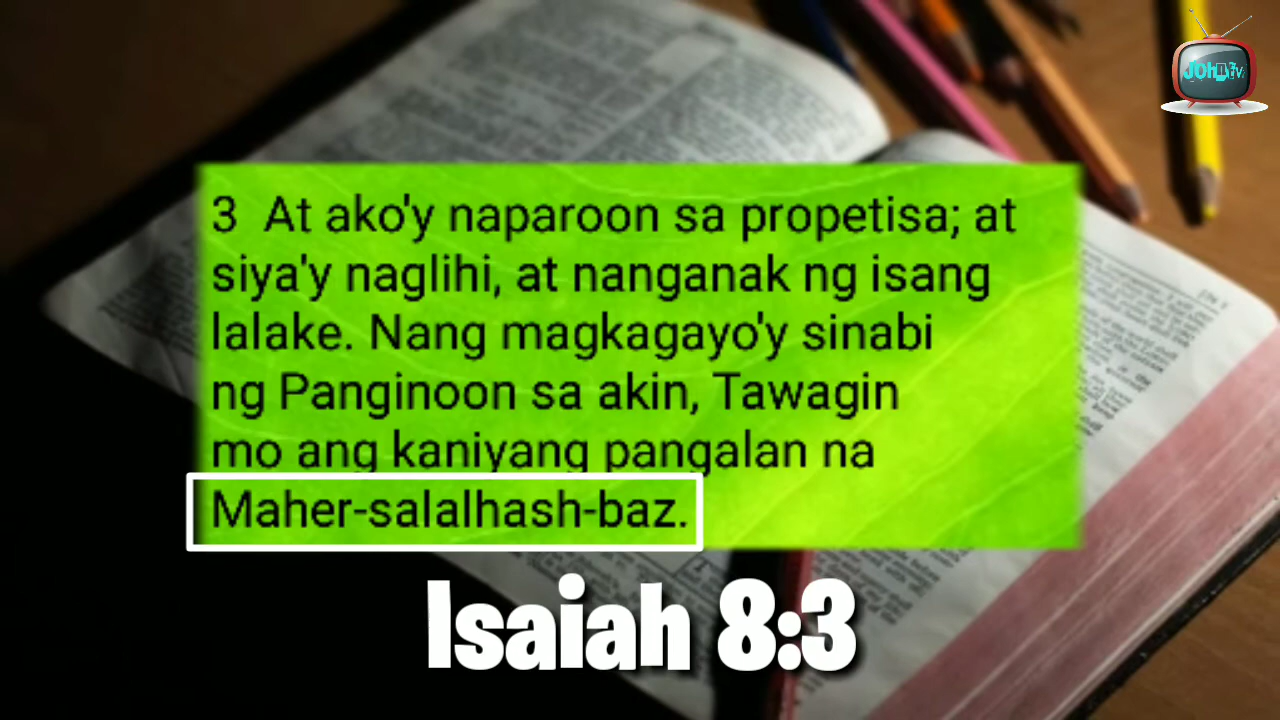 3 At ako'y naparoon sa propetisa; at
siya'y naglihi, at nanganak ng isang
lalake. Nang magkagayo'y sinabi
ng Panginoon sa akin, Tawagin
mo ang kaniyang pangalan na
Maher-salalhash-baz.
Isaiah 8:3